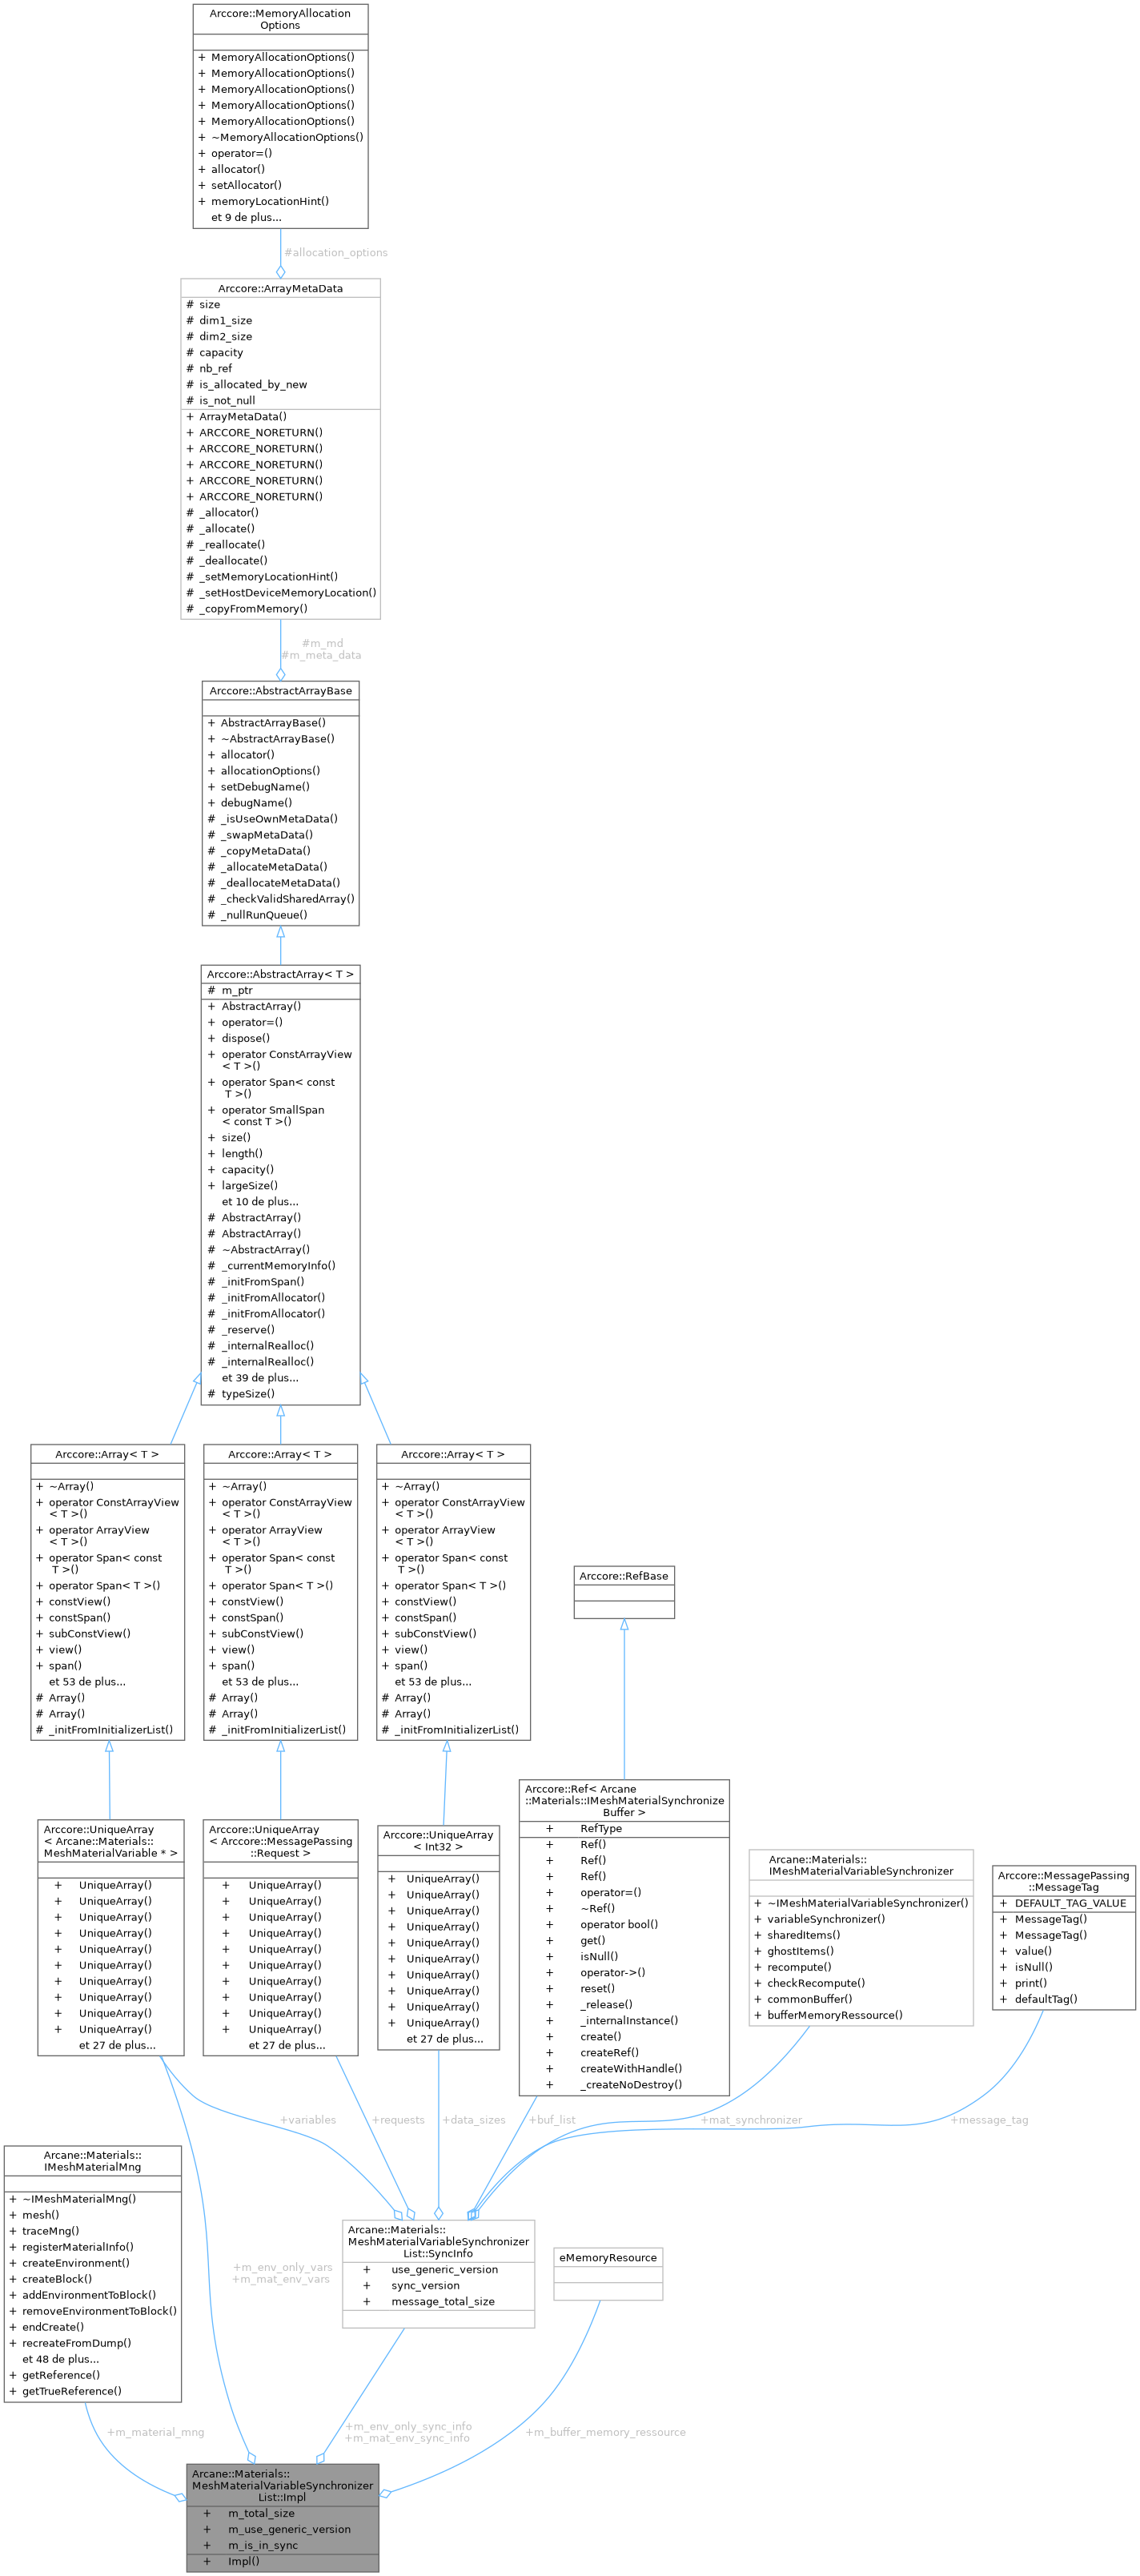 Arccore::MemoryAllocation
Options
+ MemoryAllocationOptions()
+ MemoryAllocationOptions()
+ MemoryAllocationOptions()
+ MemoryAllocationOptions()
+ MemoryAllocationOptions()
+ ~MemoryAllocationOptions()
+ operator=()
+ allocator()
+ setAllocator()
+ memoryLocationHint()
et 9 de plus...
#allocation_options
Arccore::ArrayMetaData
# size
# dim1_size
# dim2_size
# capacity
# nb_ref
# is_allocated_by_new
# is_not_null
+ ArrayMetaData()
+ ARCCORE_NORETURN()
+ ARCCORE_NORETURN()
+ ARCCORE_NORETURN()
+ ARCCORE_NORETURN()
+ ARCCORE_NORETURN()
# _allocator()
# _allocate()
# _reallocate()
# _deallocate()
# _setMemoryLocationHint()
# _setHostDeviceMemoryLocation()
# _copyFromMemory()
#m_md
#m_meta_data
Arccore::AbstractArrayBase
+ AbstractArrayBase()
+ ~AbstractArrayBase()
+ allocator()
+ allocationOptions()
+ setDebugName()
+ debugName()
# _isUseOwnMetaData()
# _swapMetaData()
# _copyMetaData()
# _allocateMetaData()
# _deallocateMetaData()
# _checkValidSharedArray()
# _nullRunQueue()
Arccore::AbstractArray< T >
# m_ptr
+ AbstractArray()
+ operator=()
+ dispose()
+ operator ConstArrayView
< T >()
+ operator Span< const
T >()
+ operator SmallSpan
< const T >()
+ size()
+ length()
+ capacity()
+ largeSize()
et 10 de plus...
# AbstractArray()
# AbstractArray()
# ~AbstractArray()
# _currentMemoryInfo()
# _initFromSpan()
# _initFromAllocator()
# _initFromAllocator()
# _reserve()
# _internalRealloc()
# _internalRealloc()
et 39 de plus...
# typeSize()
Arccore::Array< T >
+ ~Array()
+ operator ConstArrayView
< T >()
+ operator ArrayView
< T >()
+ operator Span< const
T >()
+ operator Span< T >()
+ constView()
+ constSpan()
+ subConstView()
+ view()
+ span()
et 53 de plus...
# Array()
# Array()
# _initFromInitializerList()
Arccore::Array< T >
+ ~Array()
+ operator ConstArrayView
< T >()
+ operator ArrayView
< T >()
+ operator Span< const
T >()
+ operator Span< T >()
+ constView()
+ constSpan()
+ subConstView()
+ view()
+ span()
et 53 de plus...
# Array()
# Array()
# _initFromInitializerList()
Arccore::Array< T >
+ ~Array()
+ operator ConstArrayView
< T >()
+ operator ArrayView
< T >()
+ operator Span< const
T >()
+ operator Span< T >()
+ constView()
+ constSpan()
+ subConstView()
+ view()
+ span()
et 53 de plus...
# Array()
# Array()
# _initFromInitializerList()
Arccore::RefBase
Arccore::UniqueArray
< Arcane::Materials::
MeshMaterialVariable * >
+ UniqueArray()
+ UniqueArray()
+ UniqueArray()
+ UniqueArray()
+ UniqueArray()
+ UniqueArray()
+ UniqueArray()
+ UniqueArray()
+ UniqueArray()
+ UniqueArray()
et 27 de plus...
Arccore::UniqueArray
< Arccore::MessagePassing
::Request >
+ UniqueArray()
+ UniqueArray()
+ UniqueArray()
+ UniqueArray()
+ UniqueArray()
+ UniqueArray()
+ UniqueArray()
+ UniqueArray()
+ UniqueArray()
+ UniqueArray()
et 27 de plus...
Arccore::UniqueArray
< Int32 >
+ UniqueArray()
+ UniqueArray()
+ UniqueArray()
+ UniqueArray()
+ UniqueArray()
+ UniqueArray()
+ UniqueArray()
+ UniqueArray()
+ UniqueArray()
+ UniqueArray()
et 27 de plus...
Arccore::Ref< Arcane
::Materials::IMeshMaterialSynchronize
Buffer >
+ RefType
+ Ref()
+ Ref()
+ Ref()
+ operator=()
+ ~Ref()
+ operator bool()
+ get()
+ isNull()
+ operator->()
+ reset()
+ _release()
+ _internalInstance()
+ create()
+ createRef()
+ createWithHandle()
+ _createNoDestroy()
Arcane::Materials::
IMeshMaterialVariableSynchronizer
+ ~IMeshMaterialVariableSynchronizer()
+ variableSynchronizer()
+ sharedItems()
+ ghostItems()
+ recompute()
+ checkRecompute()
+ commonBuffer()
+ bufferMemoryRessource()
Arccore::MessagePassing
::MessageTag
+ DEFAULT_TAG_VALUE
+ MessageTag()
+ MessageTag()
+ value()
+ isNull()
+ print()
+ defaultTag()
+variables
+requests
+data_sizes
+buf_list
+mat_synchronizer
+message_tag
Arcane::Materials::
IMeshMaterialMng
+ ~IMeshMaterialMng()
+ mesh()
+ traceMng()
+ registerMaterialInfo()
+ createEnvironment()
+ createBlock()
+ addEnvironmentToBlock()
+ removeEnvironmentToBlock()
+ endCreate()
+ recreateFromDump()
et 48 de plus...
+ getReference()
+ getTrueReference()
+m_env_only_vars
+m_mat_env_vars
Arcane::Materials::
MeshMaterialVariableSynchronizer
List::SyncInfo
+ use_generic_version
+ sync_version
+ message_total_size
eMemoryResource
+m_material_mng
+m_env_only_sync_info
+m_mat_env_sync_info
+m_buffer_memory_ressource
Arcane::Materials::
MeshMaterialVariableSynchronizer
List::Impl
+ m_total_size
+ m_use_generic_version
+ m_is_in_sync
+ Impl()